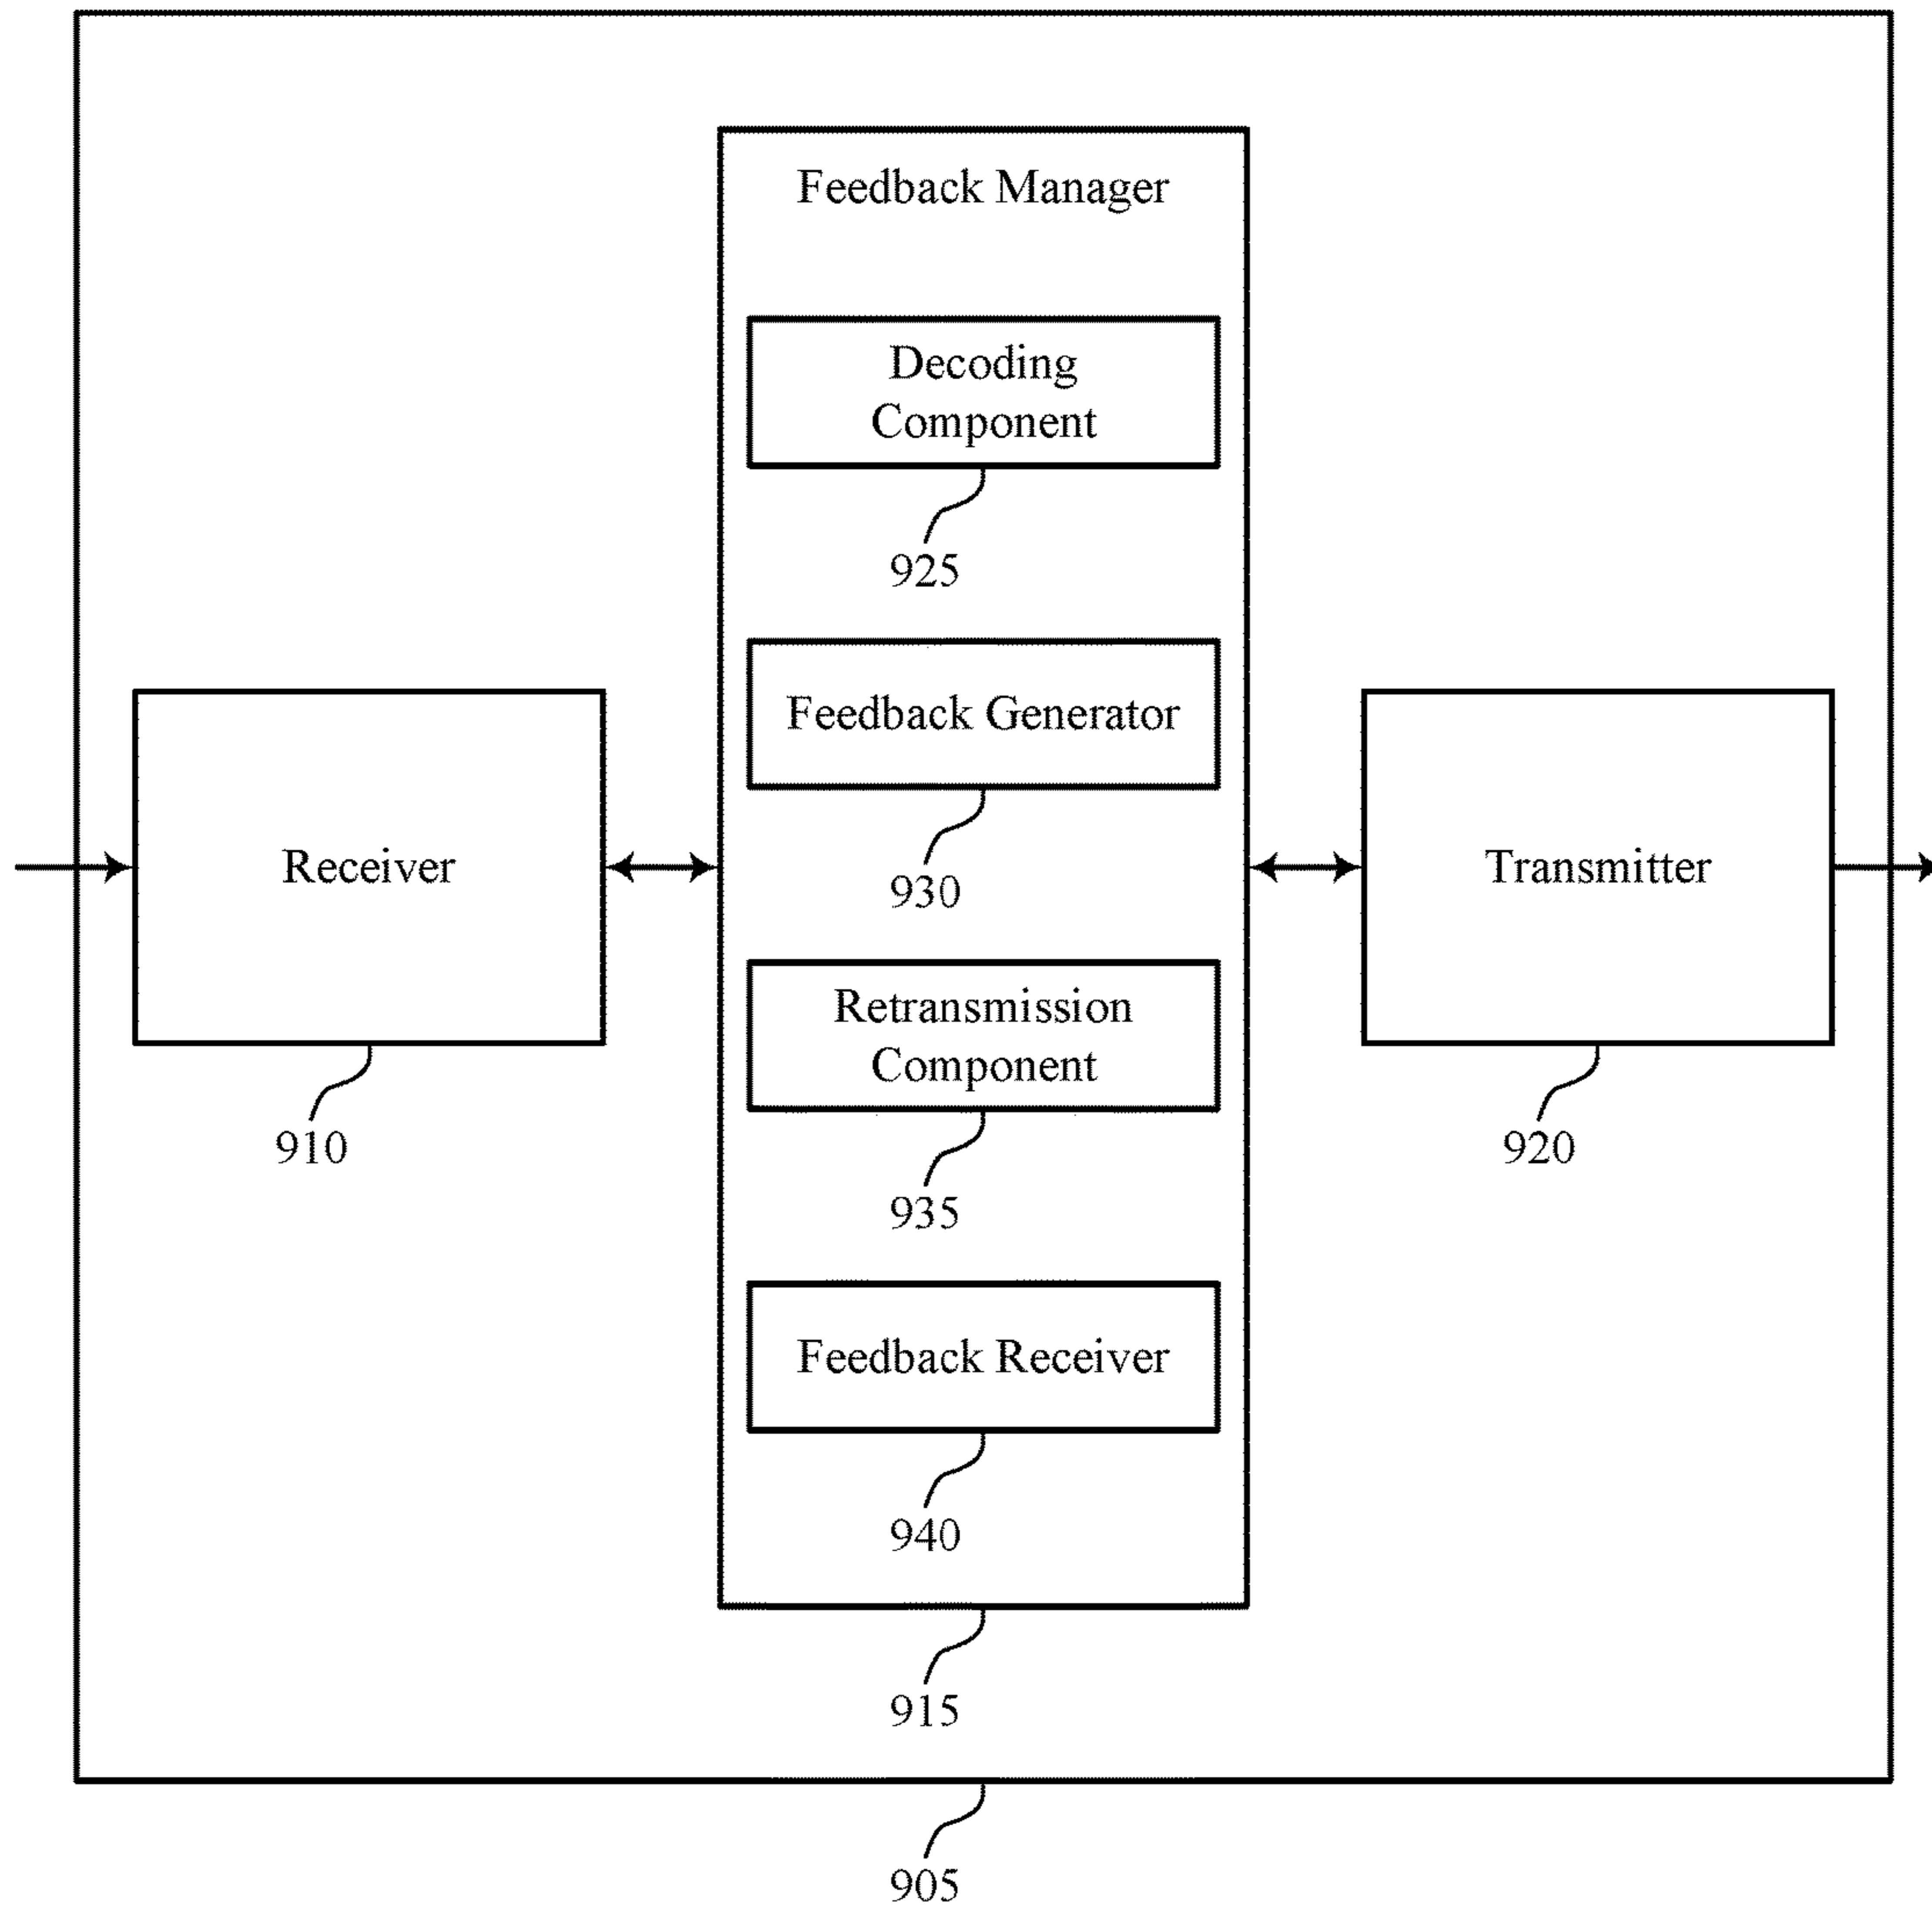 Feedback Manager
Decoding
Component
925
Feedback Generator
930
Receiver
910
Transmitter
920
Retransmission
Component
935
Feedback Receiver
940
915
905